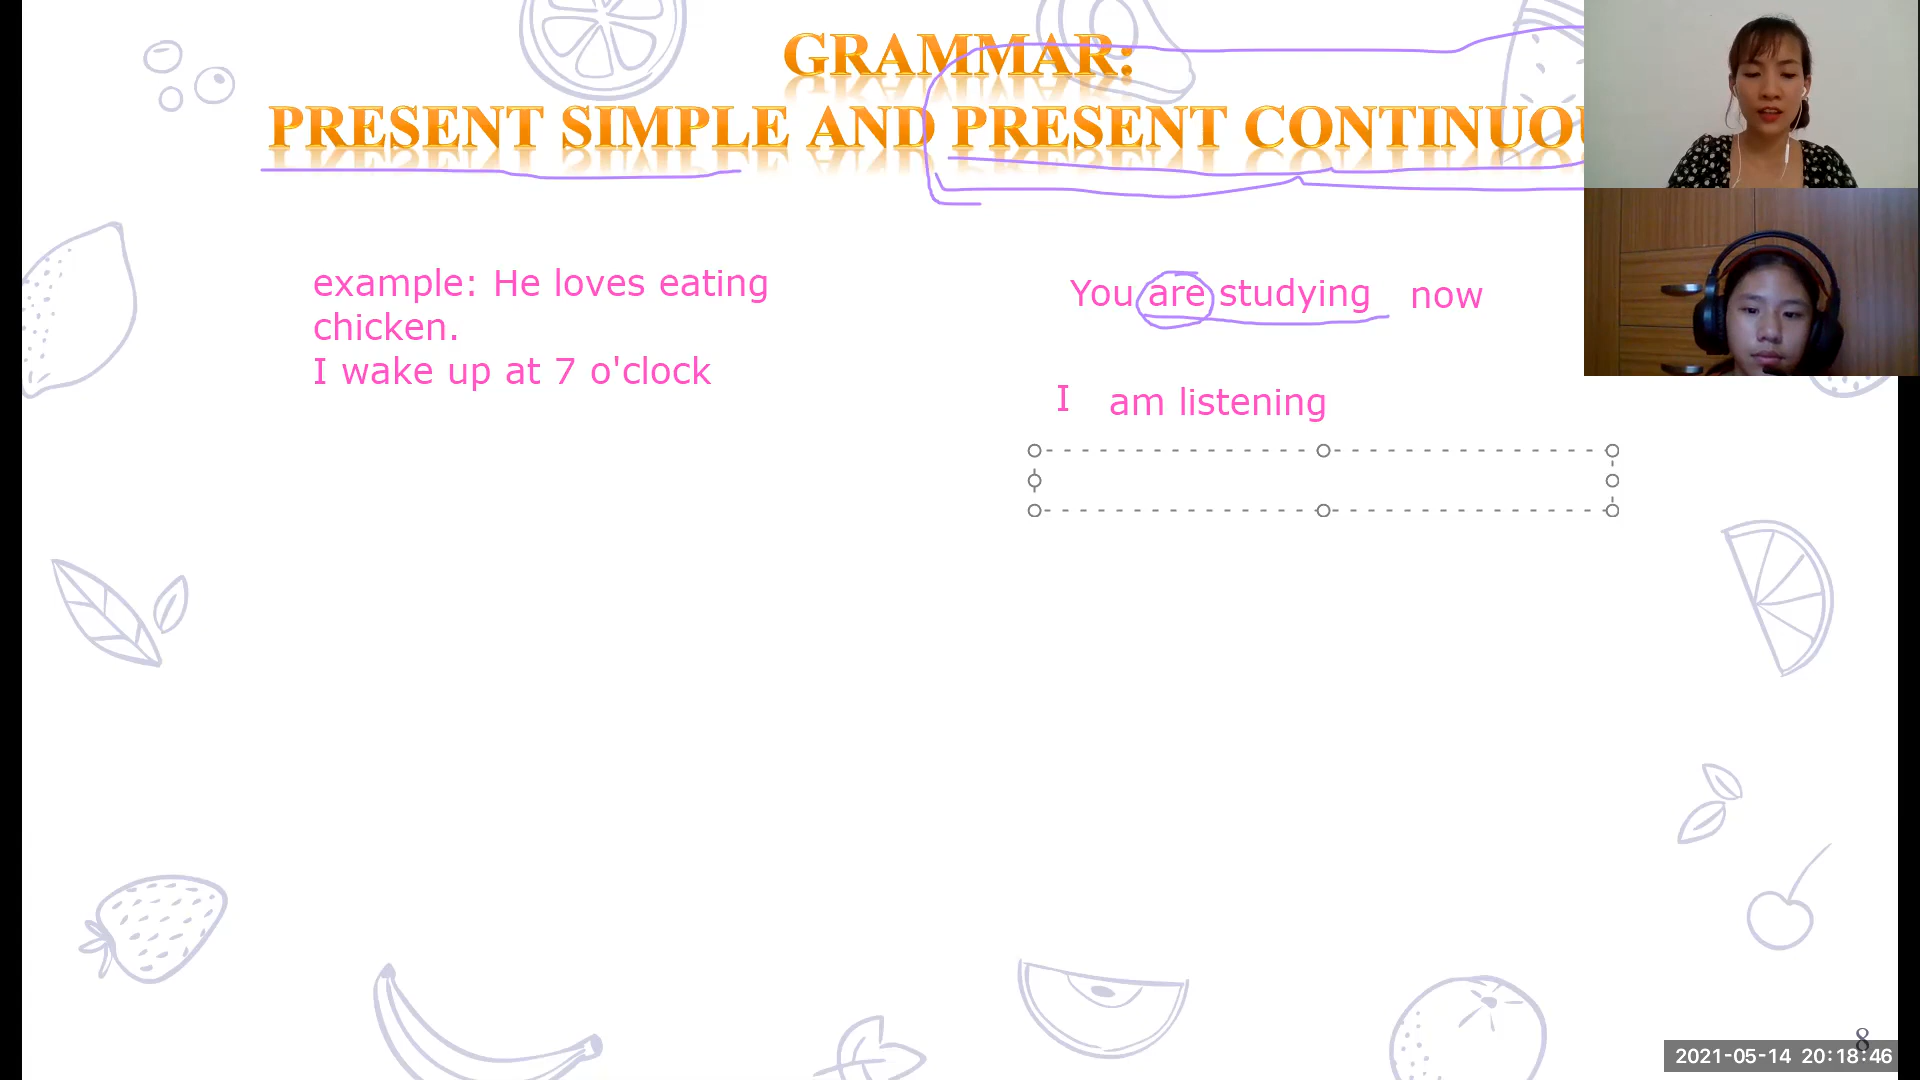 GRAMMAR:
PRESENT SIMPLE AND PRESENT CONTINUOU
example: He loves eating
chicken.
I wake up at 7 o'clock
You are studying now
I am listening
8
2021-05-14 20:18:46